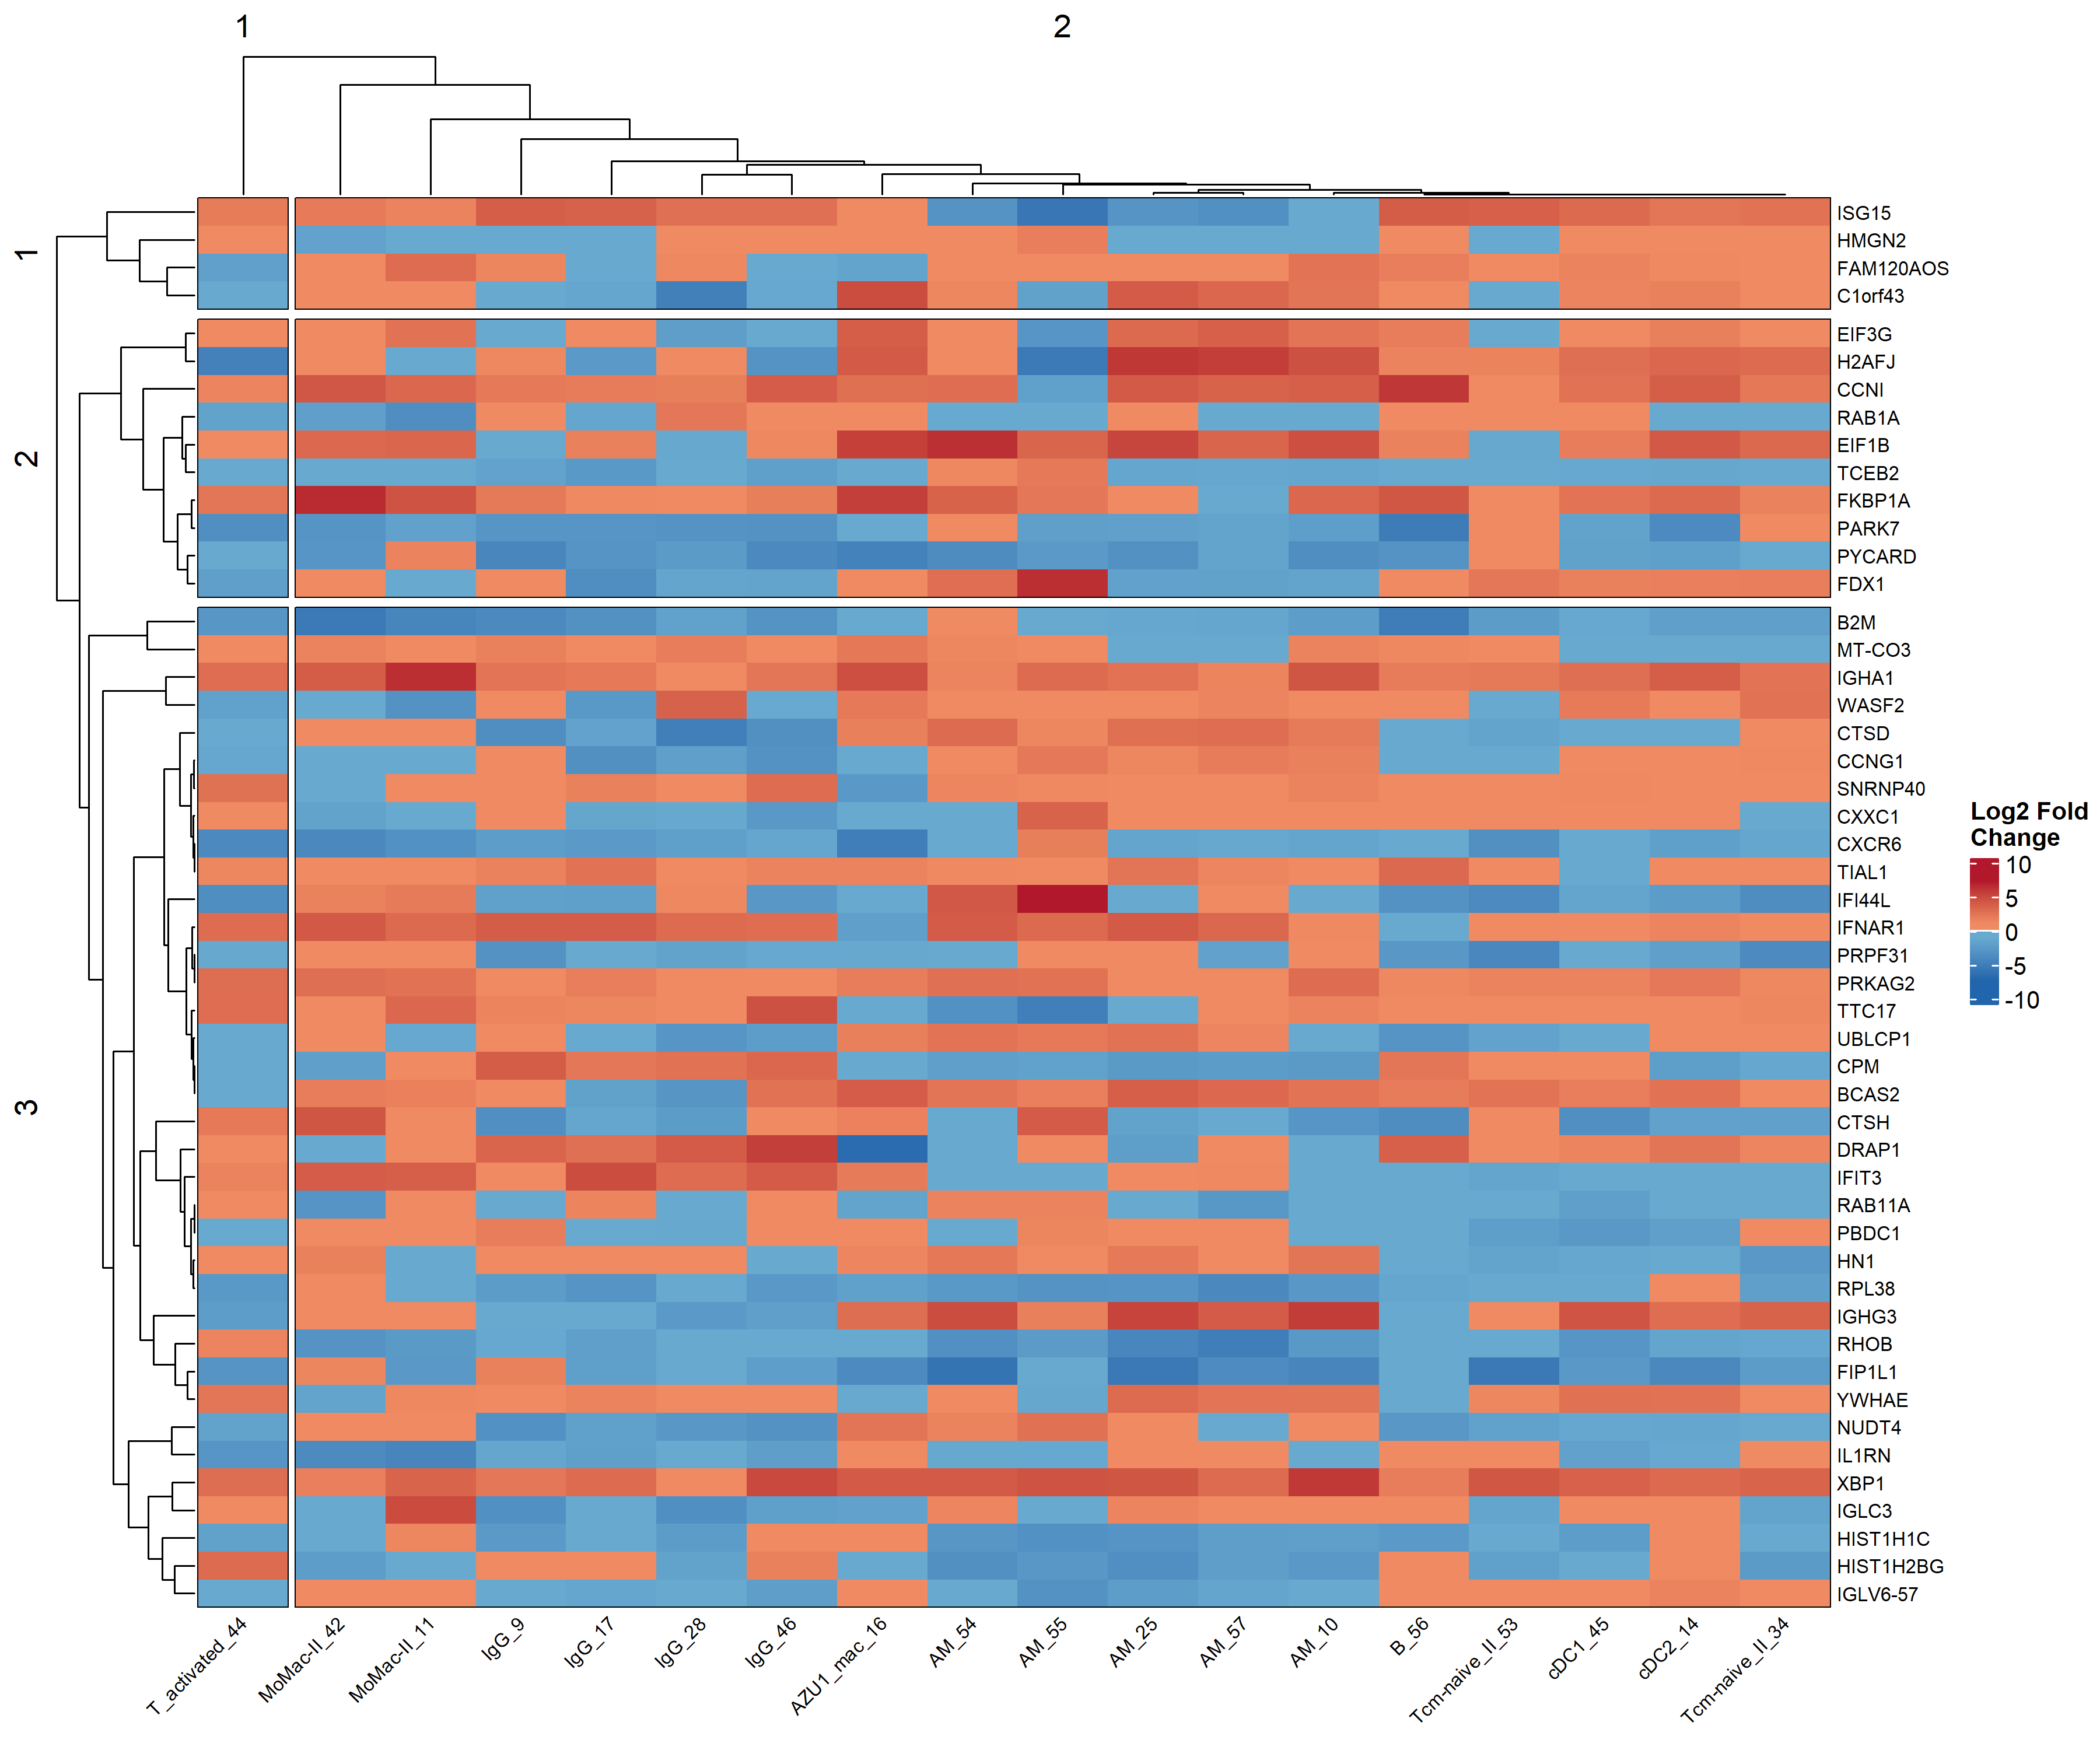 1
2
1
2
3
ISG15
HMGN2
FAM120AOS
C1orf43
EIF3G
H2AFJ
CCNI
RAB1A
EIF1B
TCEB2
FKBP1A
PARK7
PYCARD
FDX1
B2M
MT-CO3
IGHA1
WASF2
CTSD
CCNG1
SNRNP40
CXXC1
CXCR6
TIAL1
IFI44L
IFNAR1
PRPF31
PRKAG2
TTC17
UBLCP1
CPM
BCAS2
CTSH
DRAP1
IFIT3
RAB11A
PBDC1
HN1
RPL38
IGHG3
RHOB
FIP1L1
YWHAE
NUDT4
IL1RN
XBP1
IGLC3
HIST1H1C
HIST1H2BG
IGLV6-57
Log2 Fold
Change
10
5
0
-5
-10
T_activated_44
MoMac-II_42
MoMac-II_11
IgG_9
IgG_17
IgG_28
IgG_46
AZU1_mac_16
AM_54
AM_55
AM_25
AM_57
AM_10
B_56
Tcm-naive_II_53
cDC1_45
cDC2_14
Tcm-naive_II_34